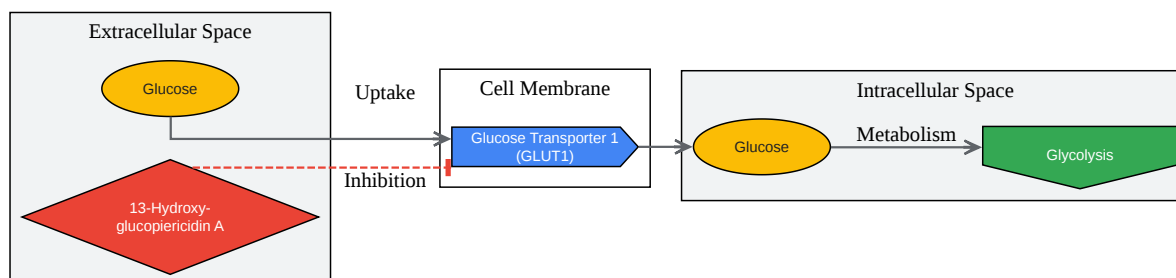 Extracellular Space
Glucose
Uptake
Inhibition
13-Hydroxy-
glucopiericidin A
Cell Membrane
Glucose Transporter 1
(GLUT1)
Intracellular Space
Glucose
Metabolism
Glycolysis